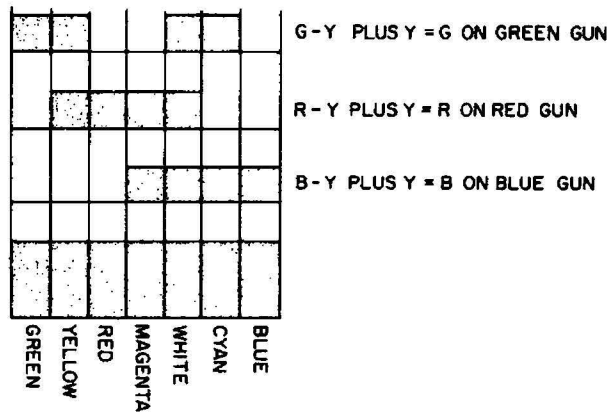 G-Y PLUS Y = G ON GREEN GUN
R-Y PLUS Y = R ON RED GUN
B-Y PLUS Y = B ON BLUE GUN
GREEN
YELLOW
RED
MAGENTA
WHITE
CYAN
BLUE